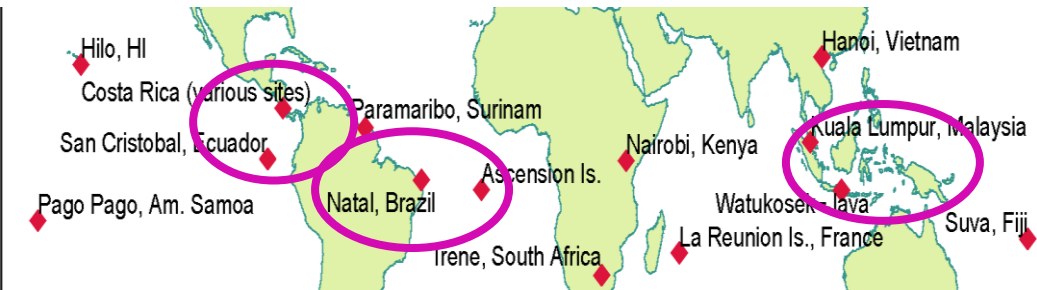 Hilo, HI
Hanoi, Vietnam
Costa Rica (various sites)
Paramaribo, Surinam
Kuala Lumpur, Malaysia
San Cristobal, Ecuador
Nairobi, Kenya
Ascension Is.
Pago Pago, Am. Samoa
Natal, Brazil
Watukosek - Java
Suva, Fiji
La Reunion Is., France
Irene, South Africa